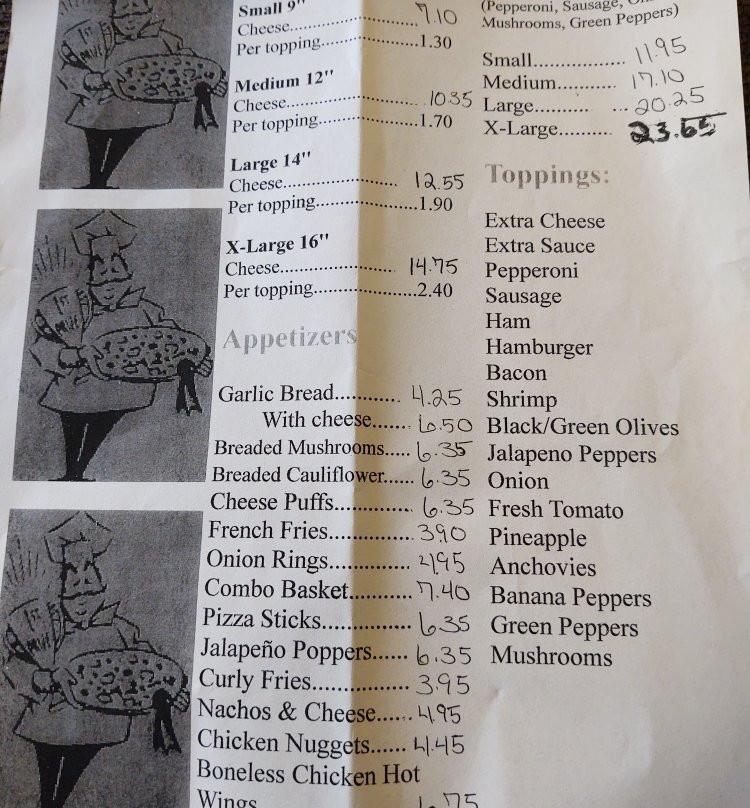 Small 9"
Cheese 7.10
Per topping 1.30
Medium 12"
Cheese 10.35
Per topping 1.70
Large 14"
Cheese 12.55
Per topping 1.90
X-Large 16"
Cheese 14.75
Per topping 2.40
Appetizers
Garlic Bread 4.25
With cheese 6.50
Breaded Mushrooms 6.35
Breaded Cauliflower 6.35
Cheese Puffs 6.35
French Fries 3.90
Onion Rings 4.95
Combo Basket 7.40
Pizza Sticks 6.35
Jalapeño Poppers 6.35
Curly Fries 3.95
Nachos & Cheese 4.95
Chicken Nuggets 4.45
Boneless Chicken Hot
Wings 6.75
(Pepperoni, Sausage,
Mushrooms, Green Peppers)
Small 11.95
Medium 17.10
Large 20.25
X-Large 23.65
Toppings:
Extra Cheese
Extra Sauce
Pepperoni
Sausage
Ham
Hamburger
Bacon
Shrimp
Black/Green Olives
Jalapeno Peppers
Onion
Fresh Tomato
Pineapple
Anchovies
Banana Peppers
Green Peppers
Mushrooms